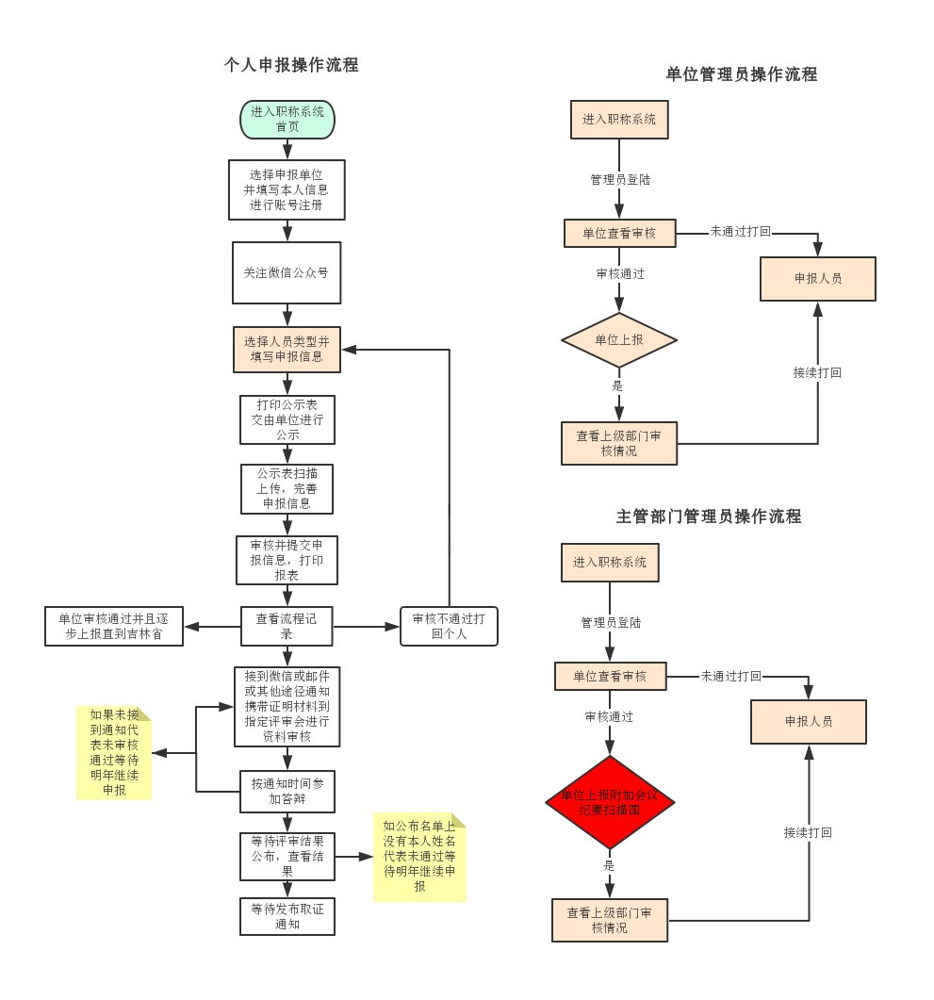 个人申报操作流程
进入职称系统
首页
选择申报单位
并填写本人信息
进行账号注册
关注微信公众号
选择人员类型并
填写申报信息
打印公示表
交由单位进行
公示
公示表扫描
上传，完善
申报信息
审核并提交申
报信息，打印
报表
单位审核通过并且逐
步上报直到吉林省
查看流程记
录
审核不通过打
回个人
接到微信或邮件
或其他途径通知
携带证明材料到
指定评审会进行
资料审核
如果未接
到通知代
表未审核
通过等待
明年继续
申报
按通知时间参
加答辩
等待评审结果
公布，查看结
果
如公布名单上
没有本人姓名
代表未通过等
待明年继续申
报
等待发布取证
通知
单位管理员操作流程
进入职称系统
管理员登陆
单位查看审核
未通过打回
申报人员
审核通过
单位上报
接续打回
是
查看上级部门审
核情况
主管部门管理员操作流程
进入职称系统
管理员登陆
单位查看审核
未通过打回
申报人员
审核通过
单位上报附加会议
纪要扫描图
接续打回
是
查看上级部门审
核情况